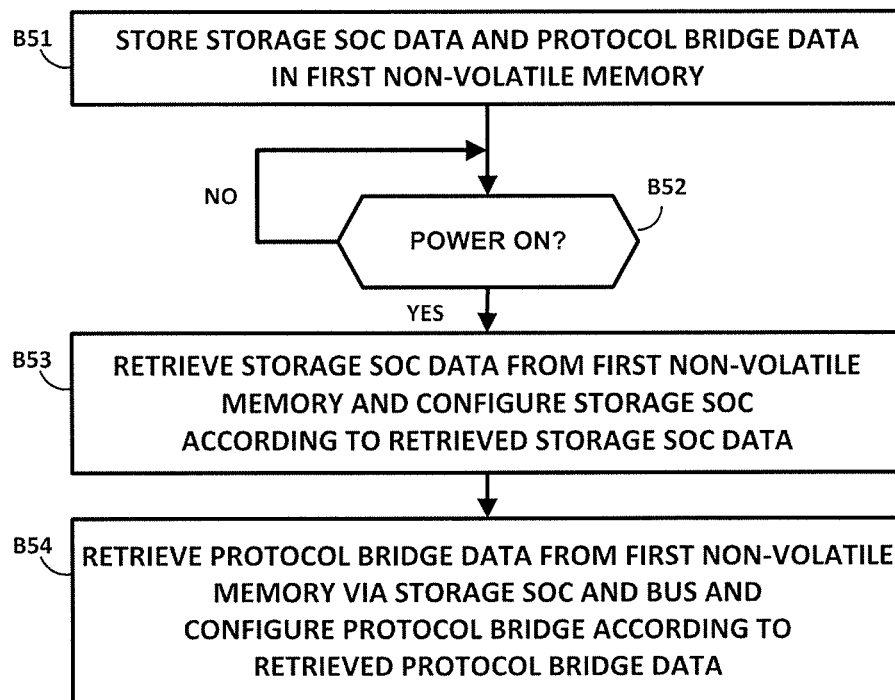 B51
STORE STORAGE SOC DATA AND PROTOCOL BRIDGE DATA
IN FIRST NON-VOLATILE MEMORY
NO
B52
POWER ON?
YES
B53
RETRIEVE STORAGE SOC DATA FROM FIRST NON-VOLATILE
MEMORY AND CONFIGURE STORAGE SOC
ACCORDING TO RETRIEVED STORAGE SOC DATA
B54
RETRIEVE PROTOCOL BRIDGE DATA FROM FIRST NON-VOLATILE
MEMORY VIA STORAGE SOC AND BUS AND
CONFIGURE PROTOCOL BRIDGE ACCORDING TO
RETRIEVED PROTOCOL BRIDGE DATA